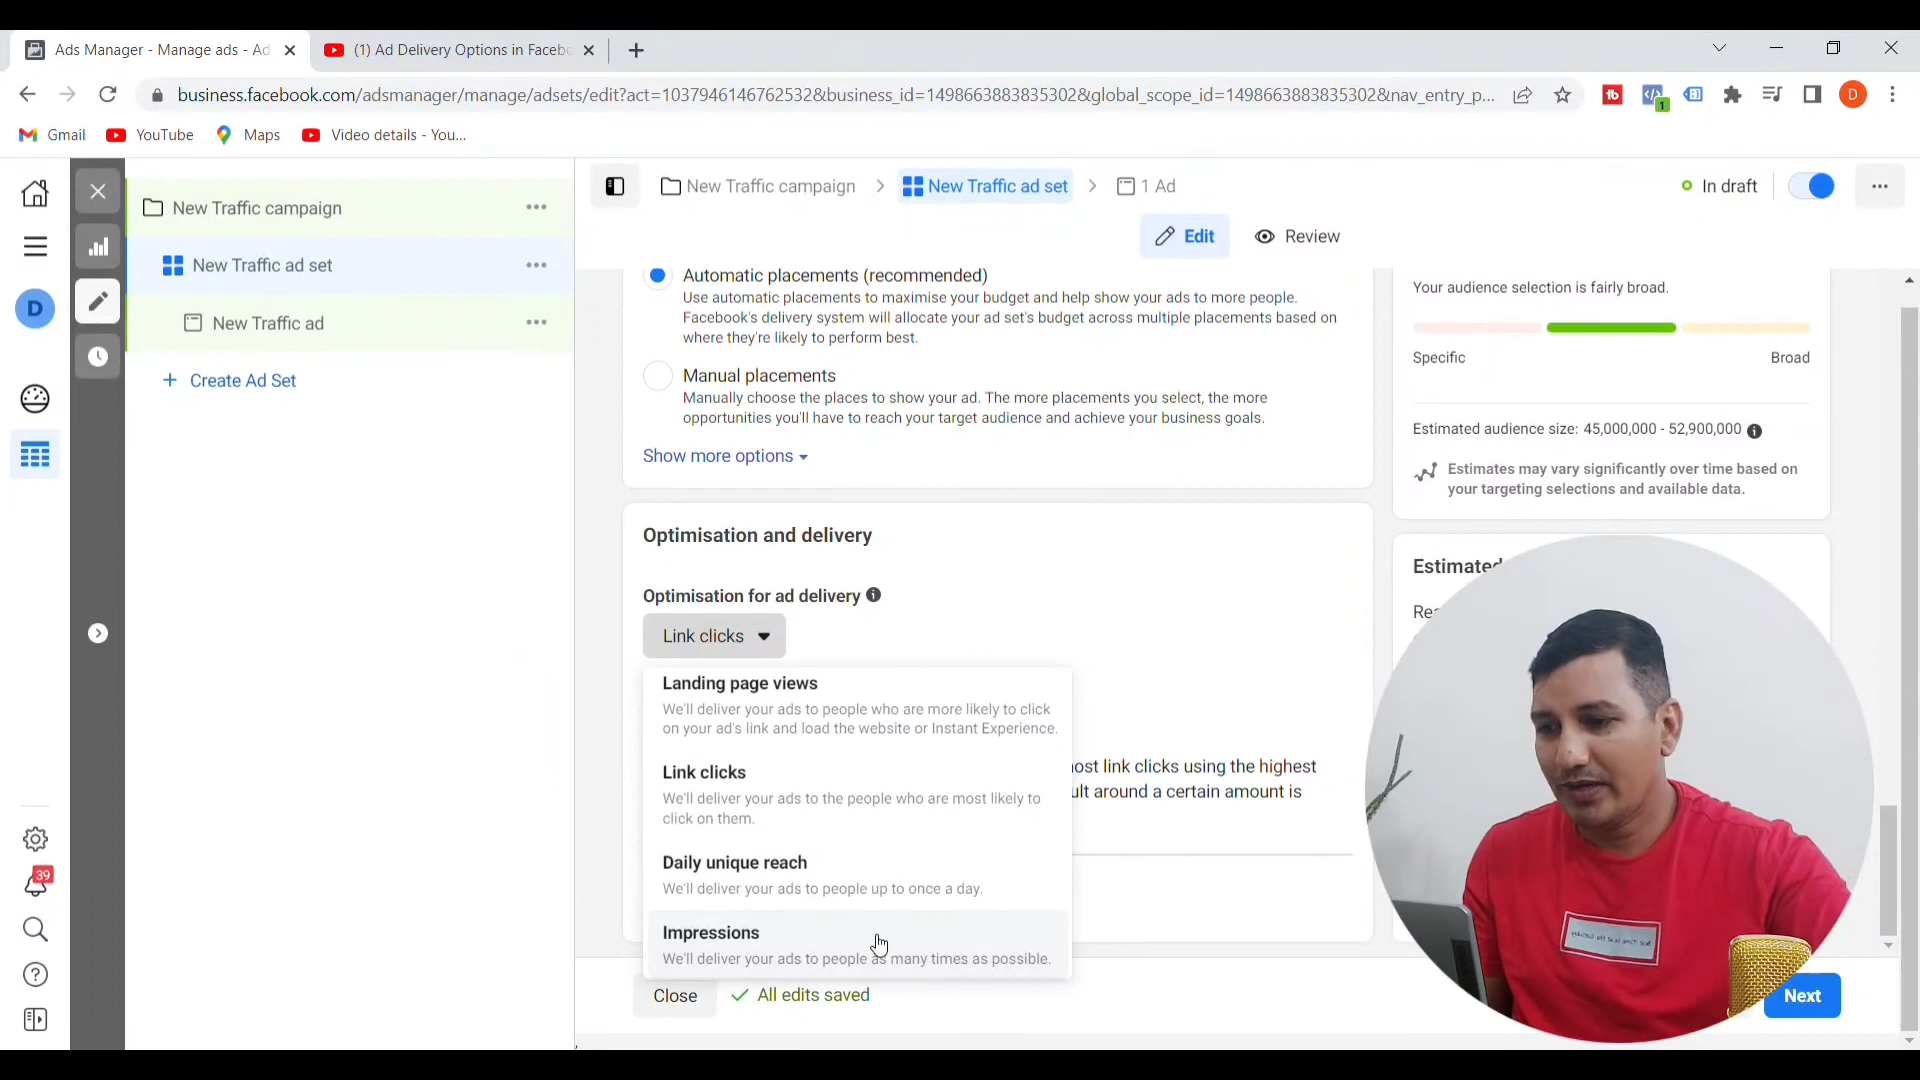 Ads Manager - Manage ads - Ad
(1) Ad Delivery Options in Facebo
business.facebook.com/adsmanager/manage/adsets/edit?act=1037946146762532&business_id=1498663883835302&global_scope_id=1498663883835302&nav_entry_p...
1
D
Gmail
YouTube
Maps
Video details - You...
New Traffic campaign
New Traffic ad set
1 Ad
In draft
Edit
Review
New Traffic campaign
New Traffic ad set
New Traffic ad
+ Create Ad Set
D
39
Automatic placements (recommended)
Use automatic placements to maximise your budget and help show your ads to more people.
Facebook's delivery system will allocate your ad set's budget across multiple placements based on
where they're likely to perform best.
Manual placements
Manually choose the places to show your ad. The more placements you select, the more
opportunities you'll have to reach your target audience and achieve your business goals.
Show more options
Optimisation and delivery
Optimisation for ad delivery
Link clicks
Landing page views
We'll deliver your ads to people who are more likely to click
on your ad's link and load the website or Instant Experience.
Link clicks
We'll deliver your ads to the people who are most likely to
click on them.
Daily unique reach
We'll deliver your ads to people up to once a day.
Impressions
We'll deliver your ads to people as many times as possible.
ost link clicks using the highest
ult around a certain amount is
Close
All edits saved
Next
Your audience selection is fairly broad.
Specific
Broad
Estimated audience size: 45,000,000 - 52,900,000
Estimates may vary significantly over time based on
your targeting selections and available data.
Estimated
Rea